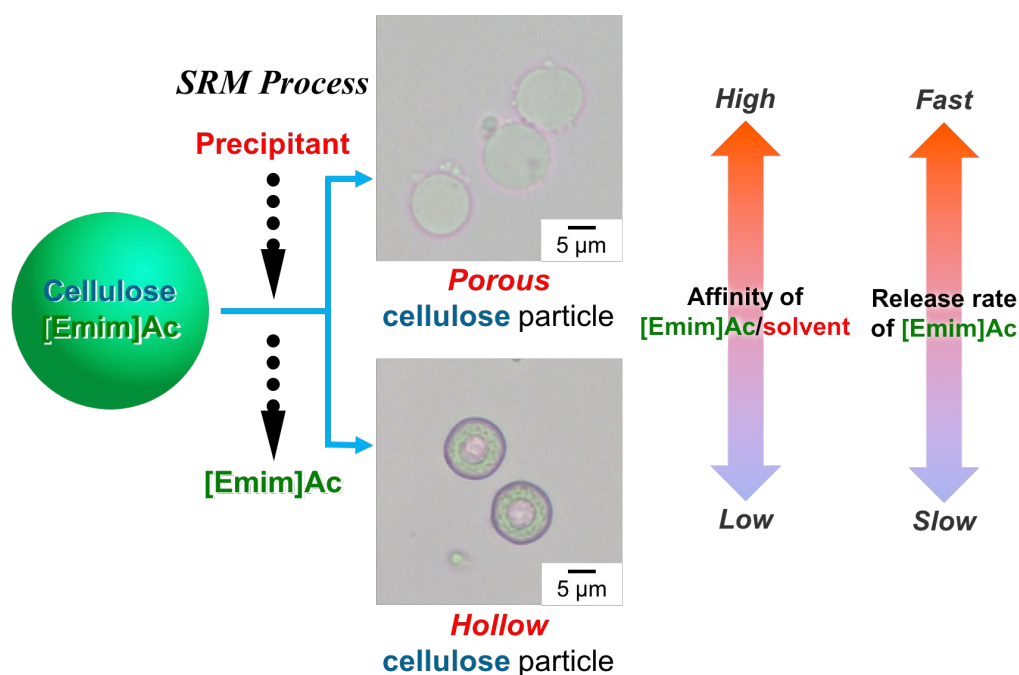 SRM Process
Precipitant
Cellulose
[Emim]Ac
[Emim]Ac
5 µm
Porous
cellulose particle
5 µm
Hollow
cellulose particle
High
Affinity of
[Emim]Ac/solvent
Low
Fast
Release rate
of [Emim]Ac
Slow